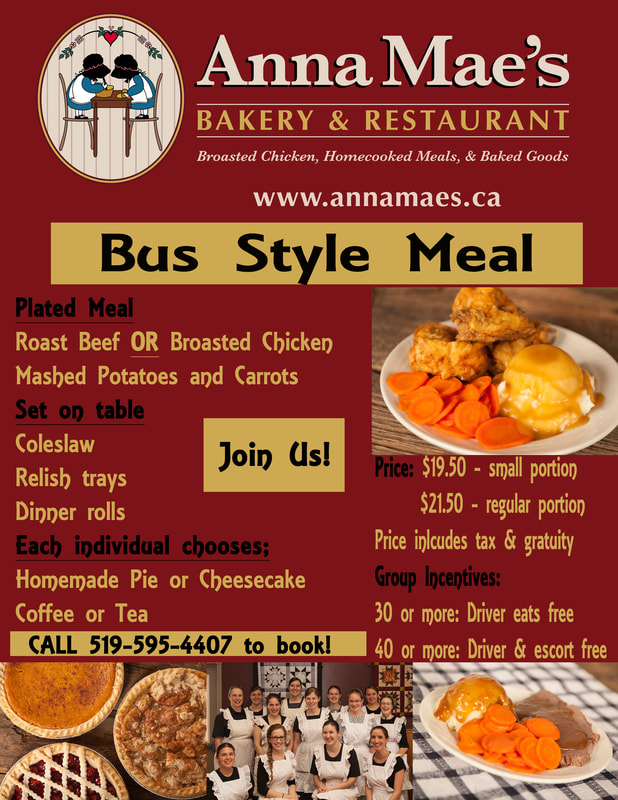 Anna Mae's
BAKERY & RESTAURANT
Broasted Chicken, Homecooked Meals, & Baked Goods
www.annamaes.ca
Bus Style Meal
Plated Meal
Roast Beef OR Broasted Chicken
Mashed Potatoes and Carrots
Set on table
Coleslaw
Relish trays
Dinner rolls
Join Us!
Each individual chooses;
Homemade Pie or Cheesecake
Coffee or Tea
CALL 519-595-4407 to book!
Price: $19.50 - small portion
$21.50 - regular portion
Price inlcudes tax & gratuity
Group Incentives:
30 or more: Driver eats free
40 or more: Driver & escort free